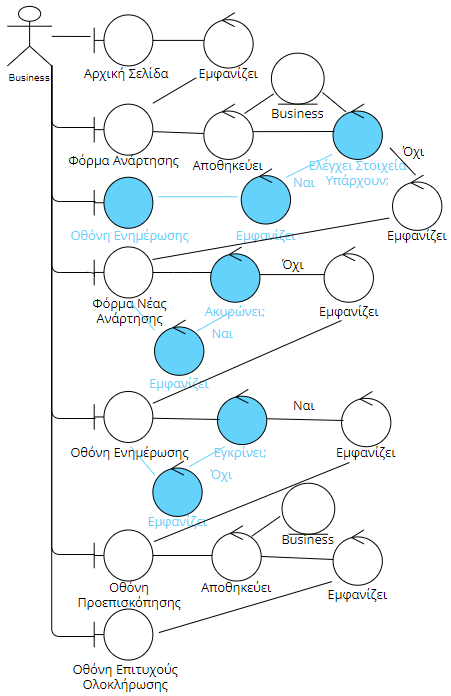 Business
Αρχική Σελίδα
Εμφανίζει
Business
Φόρμα Ανάρτησης
Αποθηκεύει
Ελέγχει Στοιχεία
Υπάρχουν;
Όχι
Ναι
Οθόνη Ενημέρωσης
Εμφανίζει
Εμφανίζει
Φόρμα Νέας
Ανάρτησης
Ακυρώνει;
Όχι
Εμφανίζει
Ναι
Εμφανίζει
Οθόνη Ενημέρωσης
Εγκρίνει;
Ναι
Εμφανίζει
Όχι
Εμφανίζει
Business
Οθόνη
Προεπισκόπησης
Αποθηκεύει
Εμφανίζει
Οθόνη Επιτυχούς
Ολοκλήρωσης